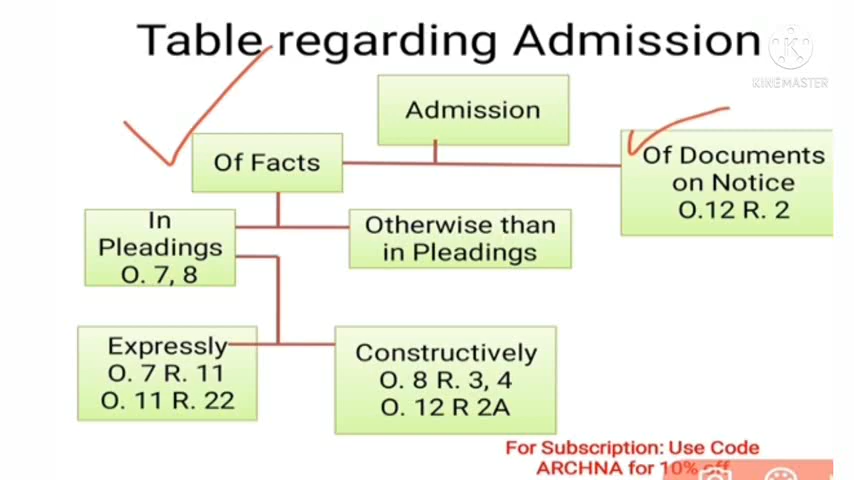 Table regarding Admission
KINEMASTER
Admission
Of Facts
Of Documents
on Notice
O.12 R. 2
In
Pleadings
O. 7, 8
Otherwise than
in Pleadings
Expressly
O. 7 R. 11
O. 11 R. 22
Constructively
O. 8 R. 3, 4
O. 12 R 2A
For Subscription: Use Code
ARCHNA for 10% off